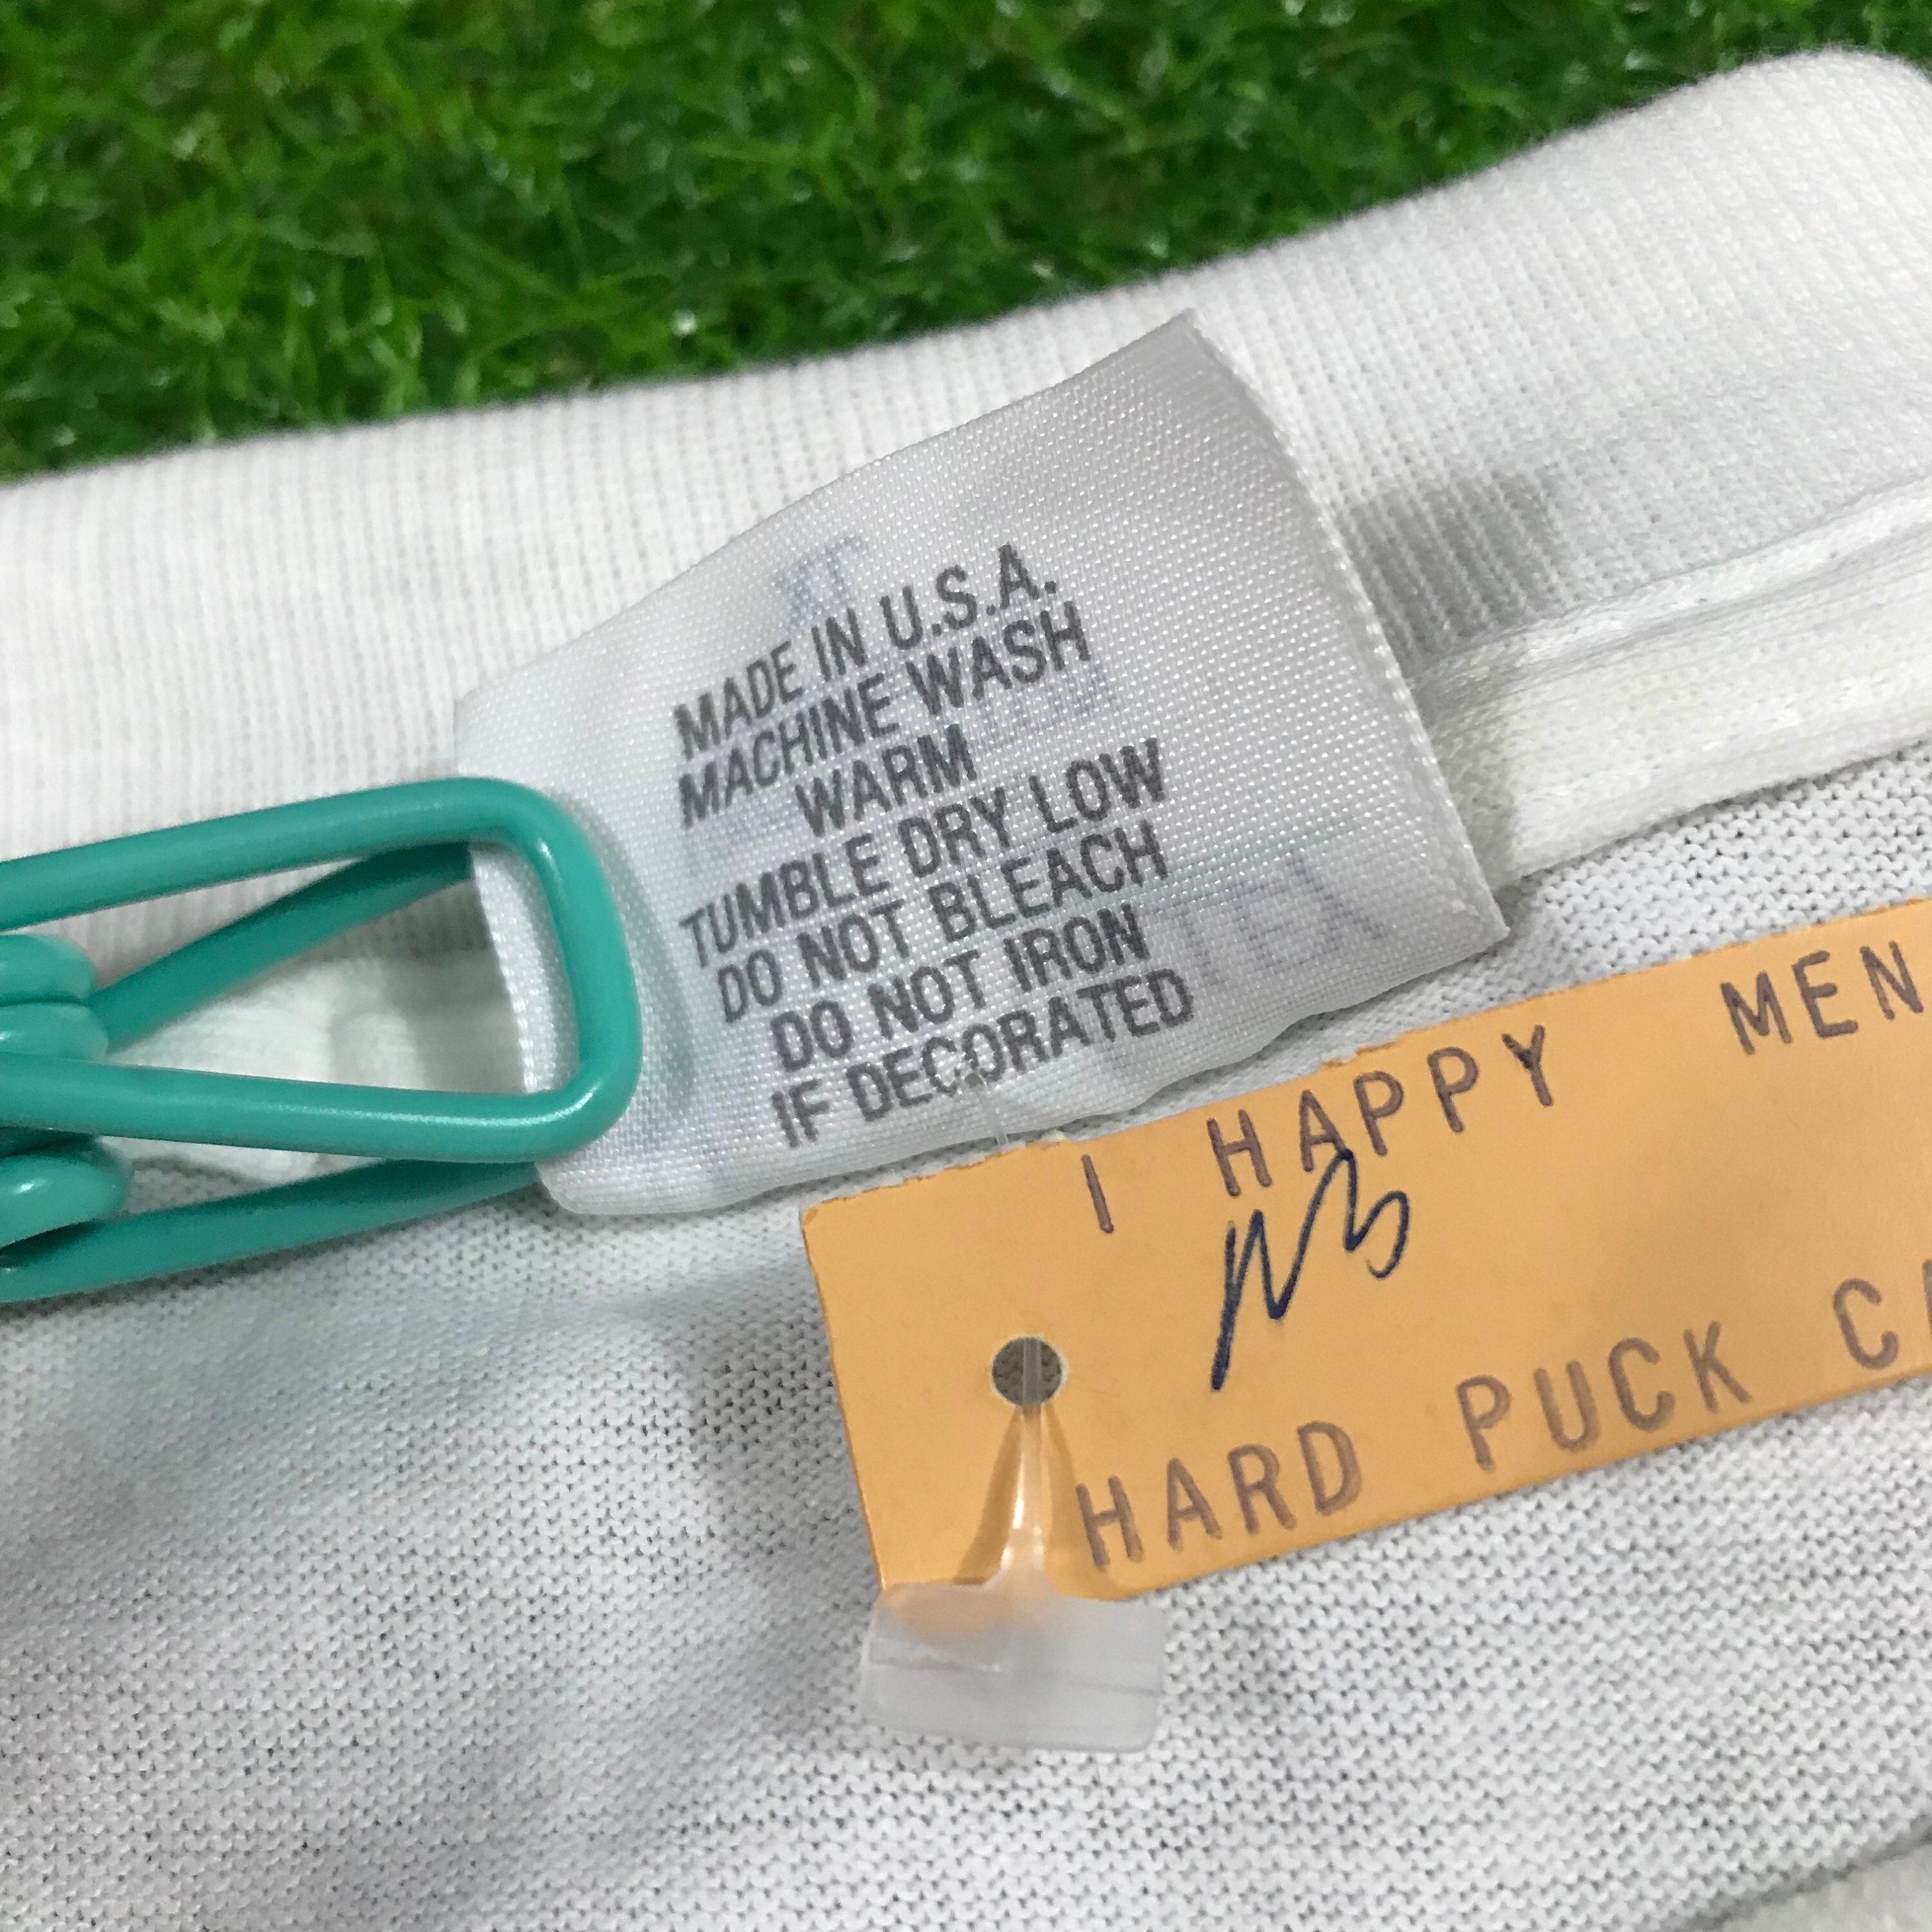 MADE IN U.S.A.
MACHINE WASH
WARM
TUMBLE DRY LOW
DO NOT BLEACH
DO NOT IRON
IF DECORATED
I HAPPY MEN
HARD PUCK